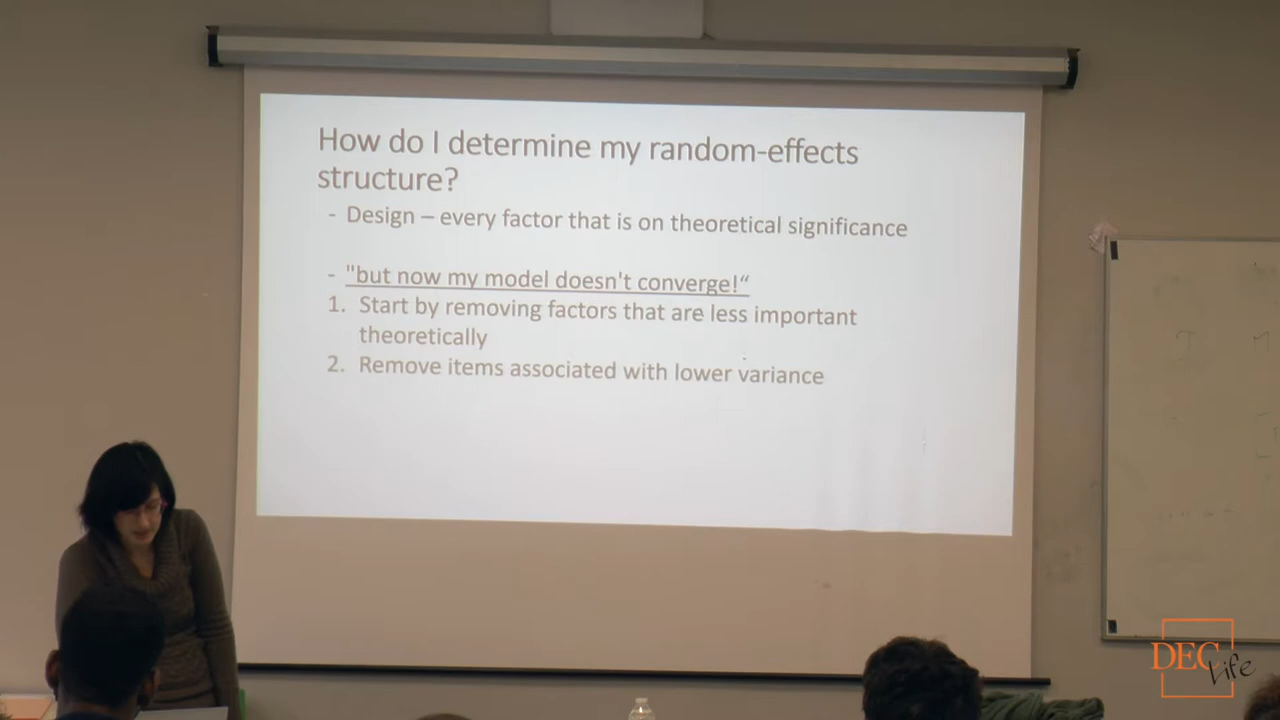 How do I determine my random-effects
structure?
- Design – every factor that is on theoretical significance
- "but now my model doesn't converge!“
1. Start by removing factors that are less important
theoretically
2. Remove items associated with lower variance
DEC
Life